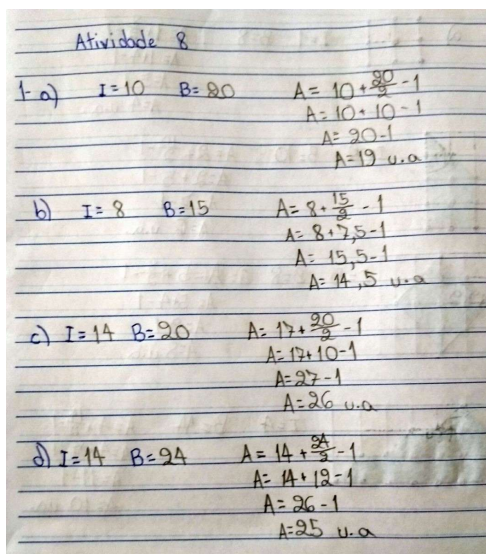 Atividade 8
1- a) I=10 B=20 A= 10+20/2-1
A= 10+10-1
A= 20-1
A=19 u.a
b) I= 8 B=15 A= 8+15/2-1
A= 8+7,5-1
A= 15,5-1
A= 14,5 u.a
c) I=14 B=20 A= 17+20/2-1
A= 17+10-1
A=27-1
A=26 u.a
d) I=14 B=24 A= 14+24/2-1
A= 14+12-1
A= 26-1
A=25 u.a